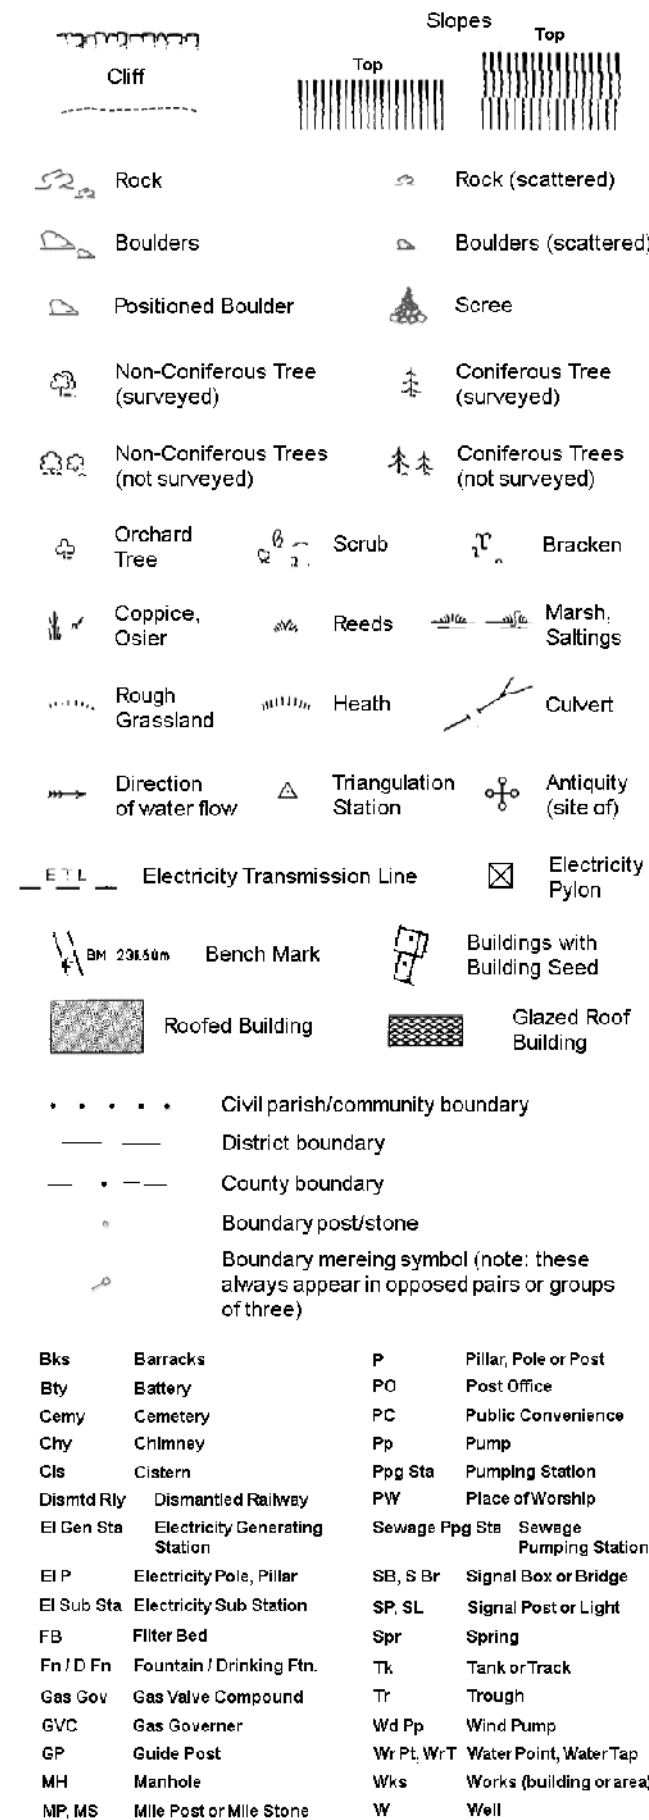 Slopes
Top
Top
Cliff
Rock
Rock (scattered)
Boulders
Boulders (scattered)
Positioned Boulder
Scree
Non-Coniferous Tree
(surveyed)
Coniferous Tree
(surveyed)
Non-Coniferous Trees
(not surveyed)
Coniferous Trees
(not surveyed)
Orchard
Tree
Scrub
Bracken
Coppice,
Osier
Reeds
Marsh,
Saltings
Rough
Grassland
Heath
Culvert
Direction
of water flow
Triangulation
Station
Antiquity
(site of)
E T L
Electricity Transmission Line
Electricity
Pylon
BM
Bench Mark
Buildings with
Building Seed
Roofed Building
Glazed Roof
Building
Civil parish/community boundary
District boundary
County boundary
Boundary post/stone
Boundary mereing symbol (note: these
always appear in opposed pairs or groups
of three)
Bks Barracks P Pillar, Pole or Post
Bty Battery PO Post Office
Cemy Cemetery PC Public Convenience
Chy Chimney Pp Pump
Cis Cistern Ppg Sta Pumping Station
Dismtd Rly Dismantled Railway PW Place of Worship
El Gen Sta Electricity Generating
Station
Sewage Ppg Sta Sewage
Pumping Station
El P Electricity Pole, Pillar SB, S Br Signal Box or Bridge
El Sub Sta Electricity Sub Station SP, SL Signal Post or Light
FB Filter Bed Spr Spring
Fn / D Fn Fountain / Drinking Ftn. Tk Tank or Track
Gas Gov Gas Valve Compound Tr Trough
GVC Gas Governer Wd Pp Wind Pump
GP Guide Post Wr Pt, Wr T Water Point, Water Tap
MH Manhole Wks Works (building or area)
MP, MS Mile Post or Mile Stone W Well